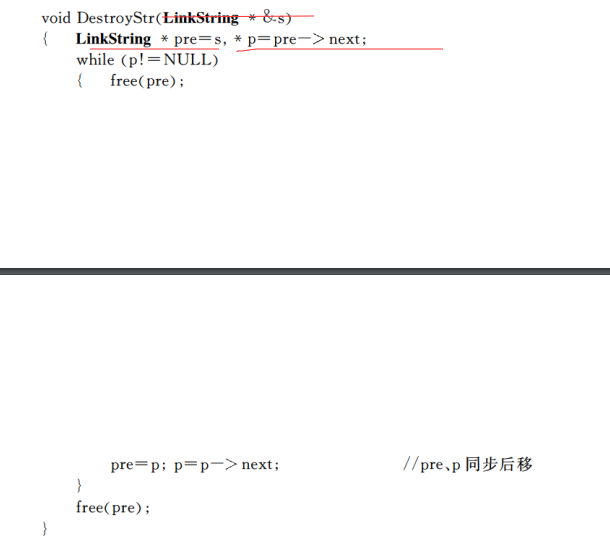 void DestroyStr(LinkString * &s)
{ LinkString * pre=s, * p=pre—>next;
while (p!=NULL)
{ free(pre);
pre=p; p=p—>next; //pre、p 同步后移
}
free(pre);
}